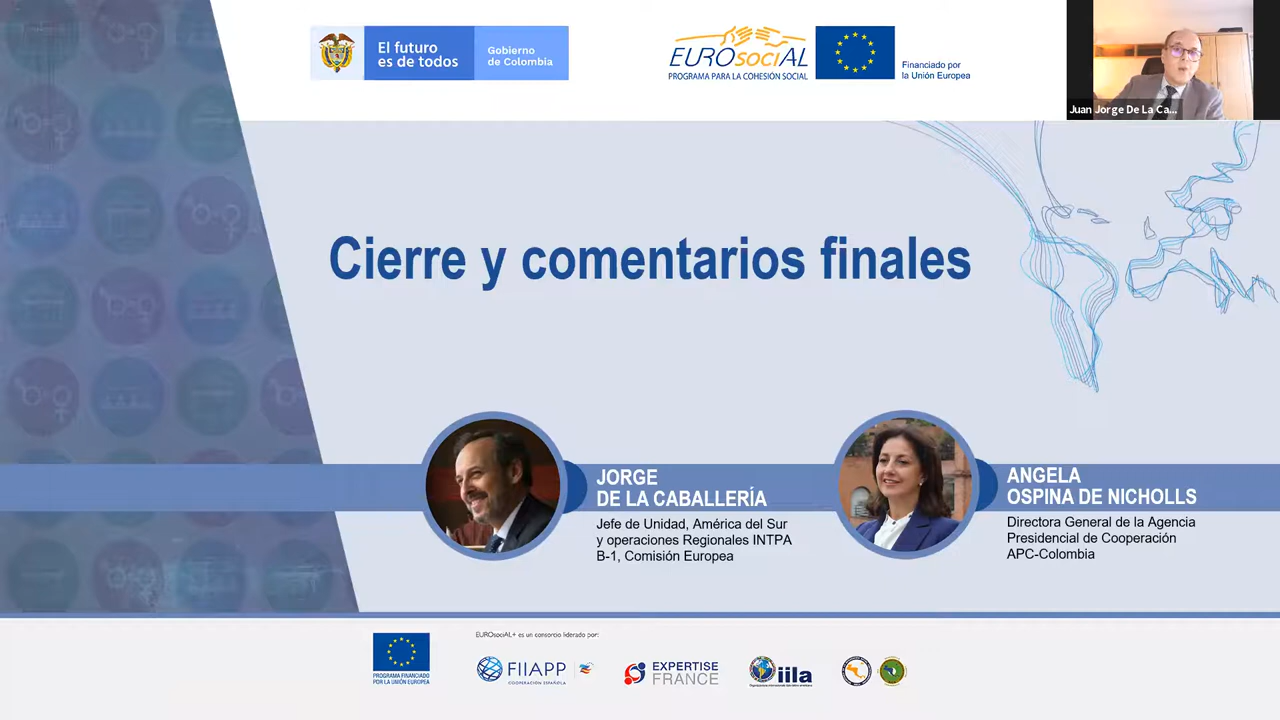 El futuro
es de todos
Gobierno
de Colombia
EUROsociAL
PROGRAMA PARA LA COHESIÓN SOCIAL
Financiado por
la Unión Europea
Juan Jorge De La Ca...
Cierre y comentarios finales
JORGE
DE LA CABALLERÍA
Jefe de Unidad, América del Sur
y operaciones Regionales INTPA
B-1, Comisión Europea
ANGELA
OSPINA DE NICHOLLS
Directora General de la Agencia
Presidencial de Cooperación
APC-Colombia
PROGRAMA FINANCIADO
POR LA UNIÓN EUROPEA
EUROsociAL+ es un consorcio liderado por:
FIIAPP
COOPERACIÓN ESPAÑOLA
EXPERTISE
FRANCE
iila